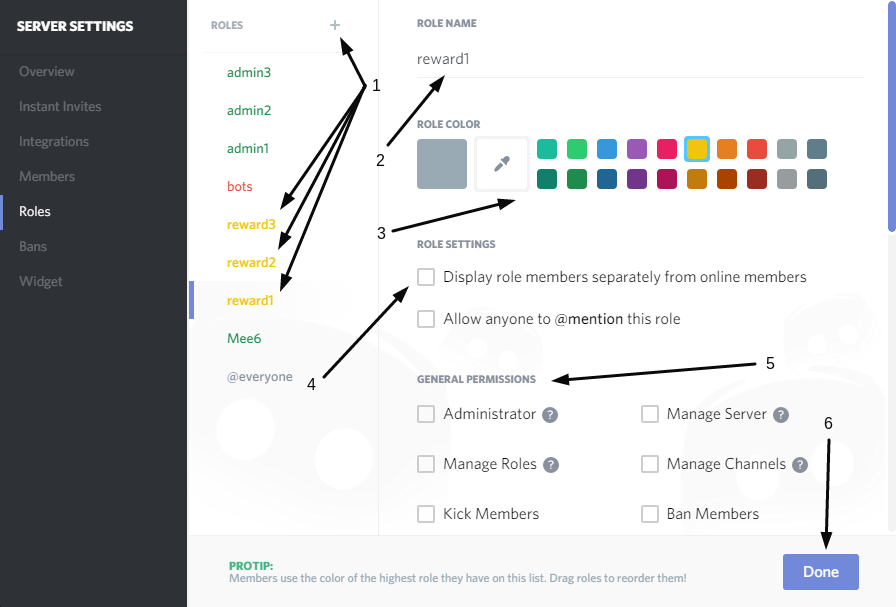 SERVER SETTINGS
Overview
Instant Invites
Integrations
Members
Roles
Bans
Widget
ROLES +
admin3
admin2
admin1
bots
reward3
reward2
reward1
Mee6
@everyone
1
2
3
4
5
6
ROLE NAME
reward1
ROLE COLOR
ROLE SETTINGS
Display role members separately from online members
Allow anyone to @mention this role
GENERAL PERMISSIONS
Administrator ? Manage Server ?
Manage Roles ? Manage Channels ?
Kick Members Ban Members
PROTIP:
Members use the color of the highest role they have on this list. Drag roles to reorder them!
Done